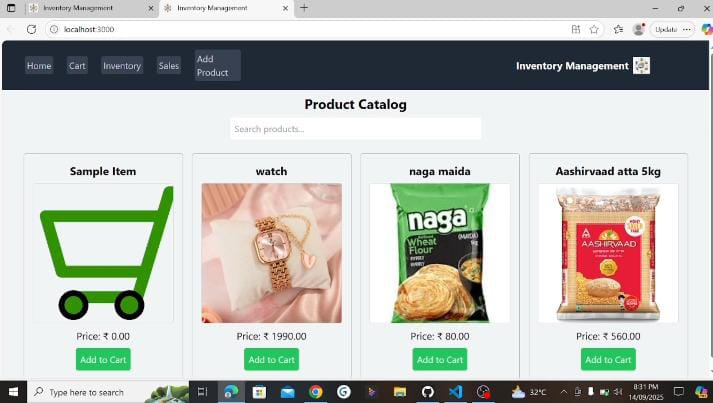 Inventory Management
Inventory Management
localhost:3000
Update
Home
Cart
Inventory
Sales
Add
Product
Inventory Management
Product Catalog
Search products...
Sample Item
watch
naga maida
Aashirvaad atta 5kg
naga
Wheat
Flour
(MAIDA)
AASHIRVAAD
Price: ₹ 0.00
Price: ₹ 1990.00
Price: ₹ 80.00
Price: ₹ 560.00
Add to Cart
Add to Cart
Add to Cart
Add to Cart
Type here to search
32°C
8:31 PM
14/09/2025